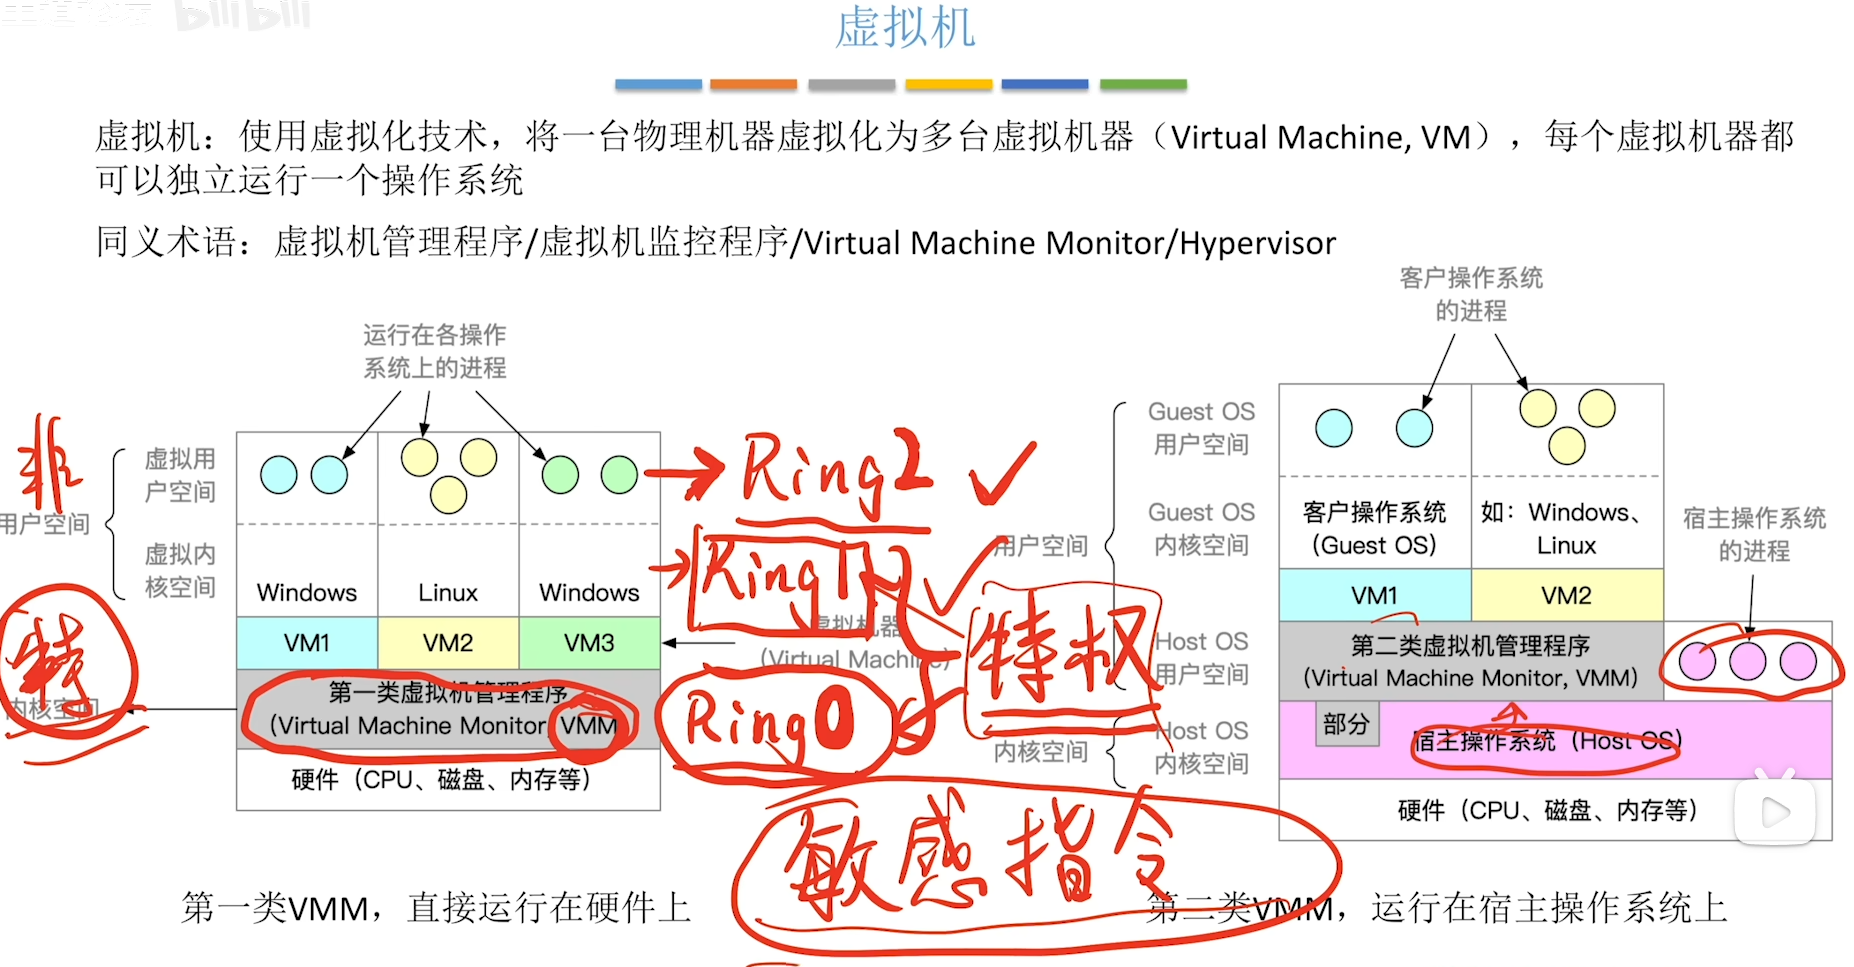 bilibili
虚拟机
虚拟机：使用虚拟化技术，将一台物理机器虚拟化为多台虚拟机器（Virtual Machine, VM），每个虚拟机器都
可以独立运行一个操作系统
同义术语：虚拟机管理程序/虚拟机监控程序/Virtual Machine Monitor/Hypervisor
运行在各操作
系统上的进程
非
虚拟用
户空间
用户空间
虚拟内
核空间
特
内核空间
Windows
Linux
Windows
VM1
VM2
VM3
第一类虚拟机管理程序
(Virtual Machine Monitor, VMM)
硬件（CPU、磁盘、内存等）
Ring2
Ring1
Ring0
特权
敏感指令
虚拟机器
(Virtual Machine)
第一类VMM，直接运行在硬件上
客户操作系统
的进程
Guest OS
用户空间
Guest OS
内核空间
用户空间
Host OS
用户空间
Host OS
内核空间
内核空间
客户操作系统
（Guest OS）
如：Windows、
Linux
VM1
VM2
宿主操作系统
的进程
第二类虚拟机管理程序
(Virtual Machine Monitor, VMM)
部分
宿主操作系统（Host OS）
硬件（CPU、磁盘、内存等）
第二类VMM，运行在宿主操作系统上